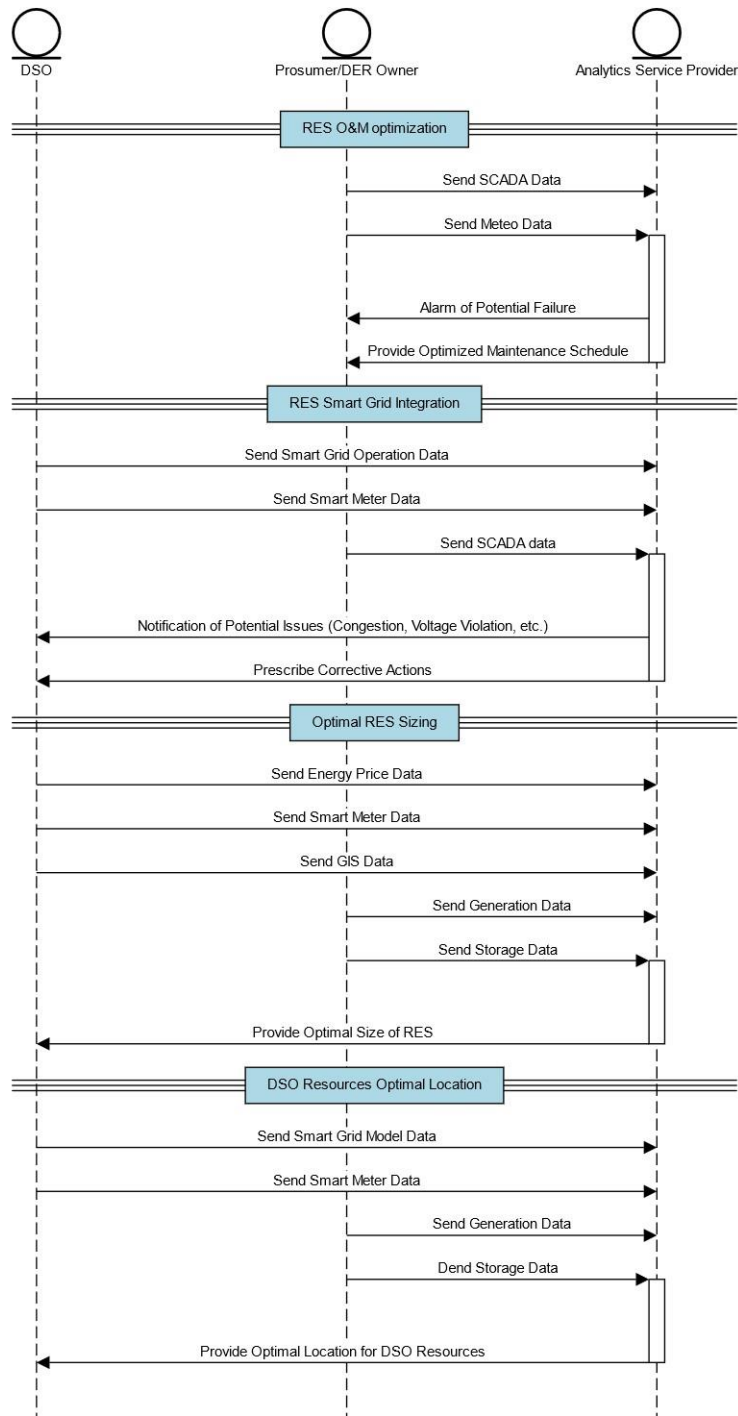 DSO
Prosumer/DER Owner
Analytics Service Provider
RES O&M optimization
Send SCADA Data
Send Meteo Data
Alarm of Potential Failure
Provide Optimized Maintenance Schedule
RES Smart Grid Integration
Send Smart Grid Operation Data
Send Smart Meter Data
Send SCADA data
Notification of Potential Issues (Congestion, Voltage Violation, etc.)
Prescribe Corrective Actions
Optimal RES Sizing
Send Energy Price Data
Send Smart Meter Data
Send GIS Data
Send Generation Data
Send Storage Data
Provide Optimal Size of RES
DSO Resources Optimal Location
Send Smart Grid Model Data
Send Smart Meter Data
Send Generation Data
Dend Storage Data
Provide Optimal Location for DSO Resources